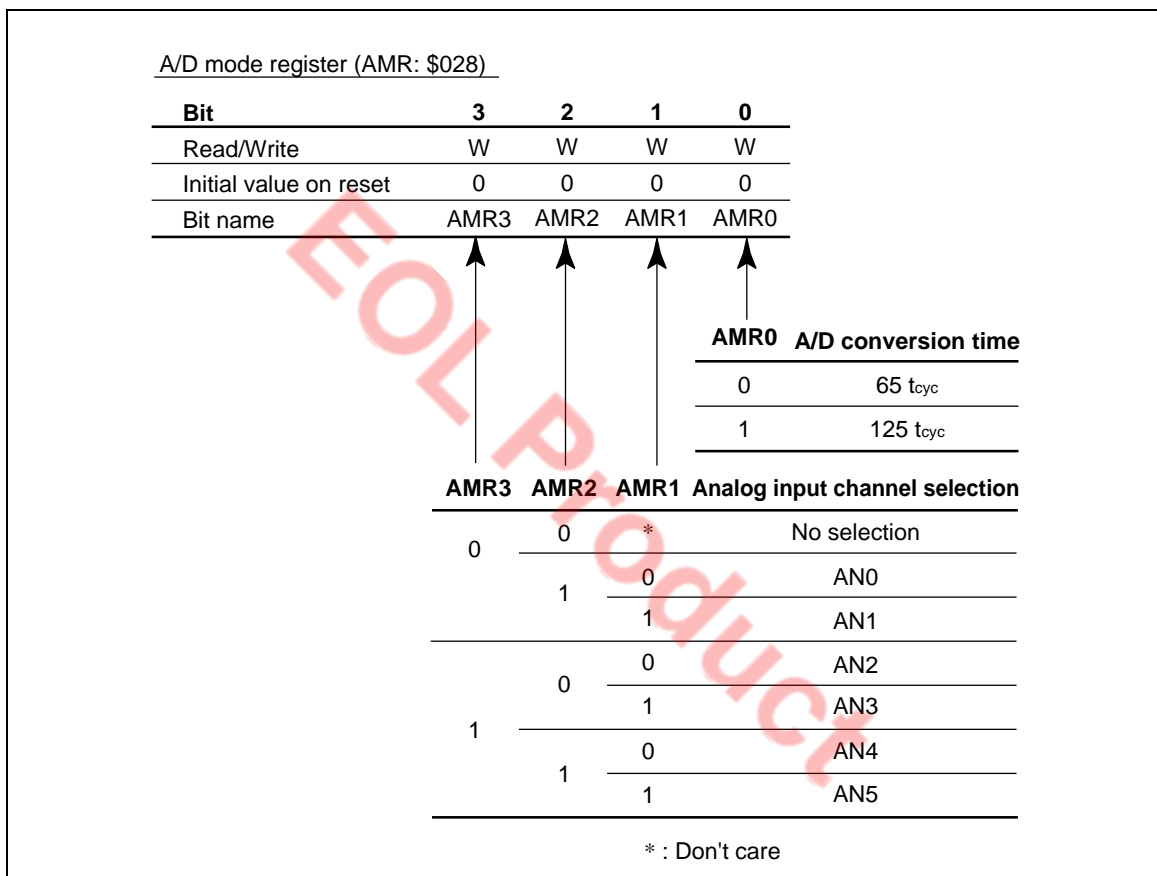 A/D mode register (AMR: $028)
Bit 3 2 1 0
Read/Write W W W W
Initial value on reset 0 0 0 0
Bit name AMR3 AMR2 AMR1 AMR0
AMR0 A/D conversion time
0 65 tcyc
1 125 tcyc
AMR3 AMR2 AMR1 Analog input channel selection
0 0 * No selection
1 0 AN0
1 AN1
1 0 0 AN2
1 AN3
1 0 AN4
1 AN5
* : Don't care
EOL Product